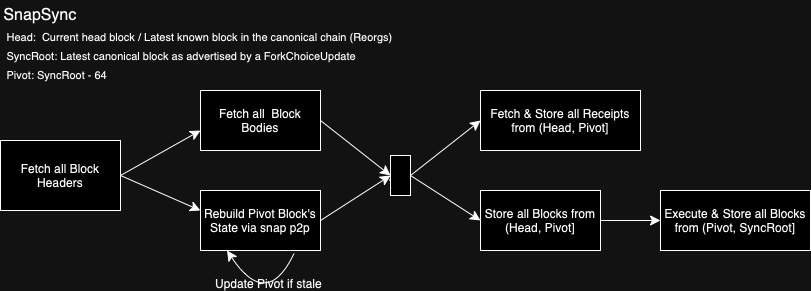 SnapSync
Head: Current head block / Latest known block in the canonical chain (Reorgs)
SyncRoot: Latest canonical block as advertised by a ForkChoiceUpdate
Pivot: SyncRoot - 64
Fetch all Block
Headers
Fetch all Block
Bodies
Rebuild Pivot Block's
State via snap p2p
Update Pivot if stale
Fetch & Store all Receipts
from (Head, Pivot]
Store all Blocks from
(Head, Pivot]
Execute & Store all Blocks
from (Pivot, SyncRoot]